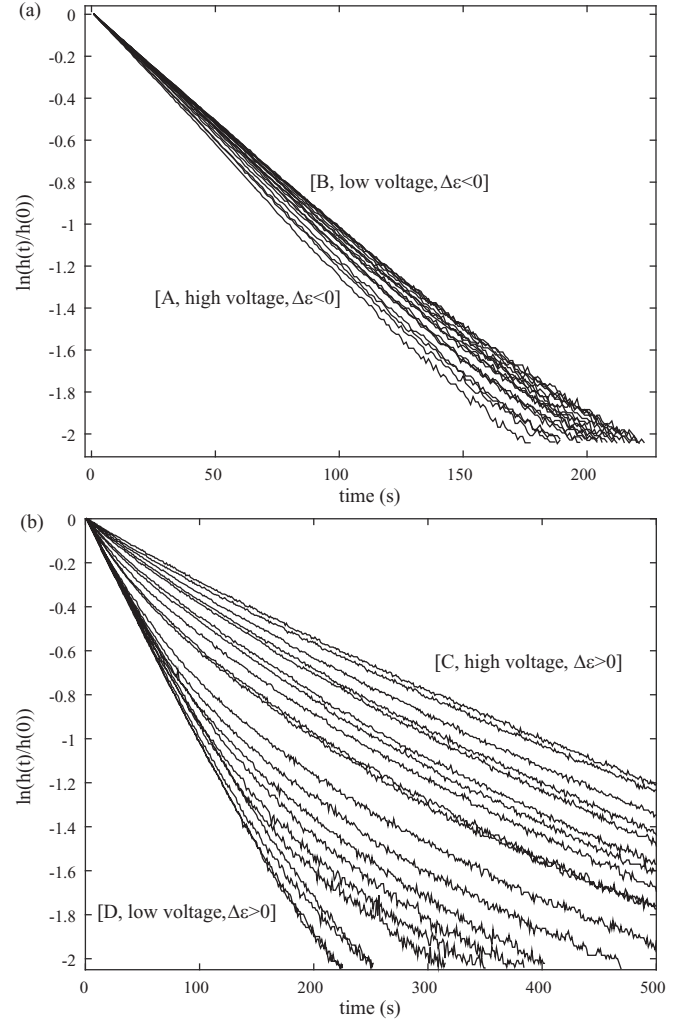 (a)
0
-0.2
-0.4
-0.6
-0.8
-1
-1.2
-1.4
-1.6
-1.8
-2
ln(h(t)/h(0))
[B, low voltage, Δε<0]
[A, high voltage, Δε<0]
0 50 100 150 200
time (s)
(b)
0
-0.2
-0.4
-0.6
-0.8
-1
-1.2
-1.4
-1.6
-1.8
-2
ln(h(t)/h(0))
[C, high voltage, Δε>0]
[D, low voltage, Δε>0]
0 100 200 300 400 500
time (s)